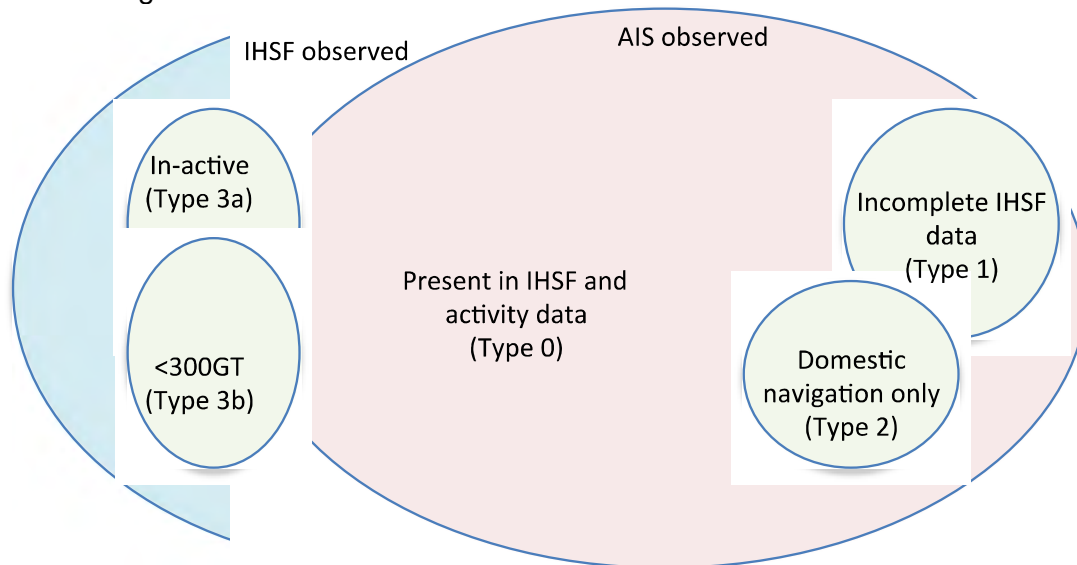 IHSF observed
AIS observed
In-active
(Type 3a)
Incomplete IHSF
data
(Type 1)
Present in IHSF and
activity data
(Type 0)
<300GT
(Type 3b)
Domestic
navigation only
(Type 2)